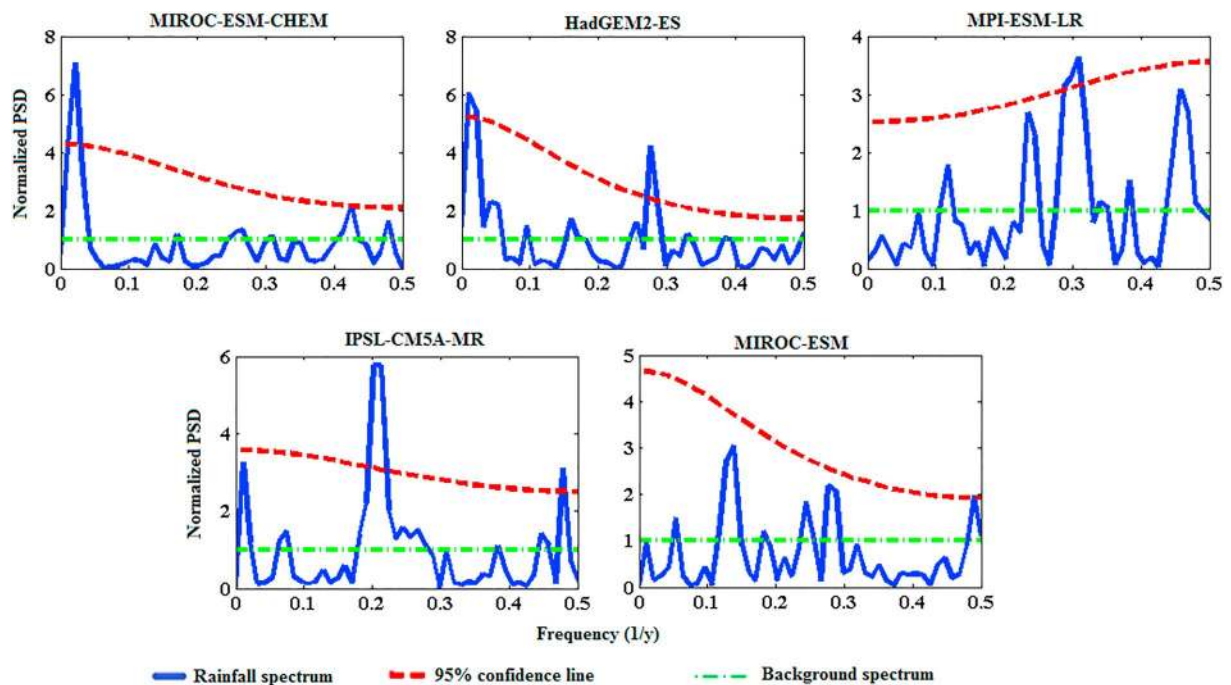 MIROC-ESM-CHEM
HadGEM2-ES
MPI-ESM-LR
Normalized PSD
8
6
4
2
0
0 0.1 0.2 0.3 0.4 0.5
8
6
4
2
0
0 0.1 0.2 0.3 0.4 0.5
4
3
2
1
0
0 0.1 0.2 0.3 0.4 0.5
IPSL-CM5A-MR
MIROC-ESM
Normalized PSD
6
4
2
0
0 0.1 0.2 0.3 0.4 0.5
5
4
3
2
1
0
0 0.1 0.2 0.3 0.4 0.5
Frequency (1/y)
Rainfall spectrum 95% confidence line Background spectrum